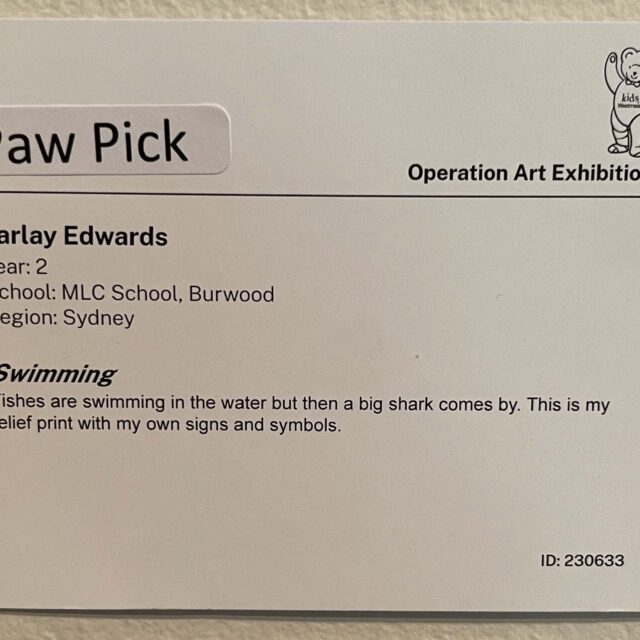 Paw Pick
kids
Operation Art Exhibitio
arlay Edwards
ear: 2
chool: MLC School, Burwood
egion: Sydney
Swimming
ishes are swimming in the water but then a big shark comes by. This is my
elief print with my own signs and symbols.
ID: 230633